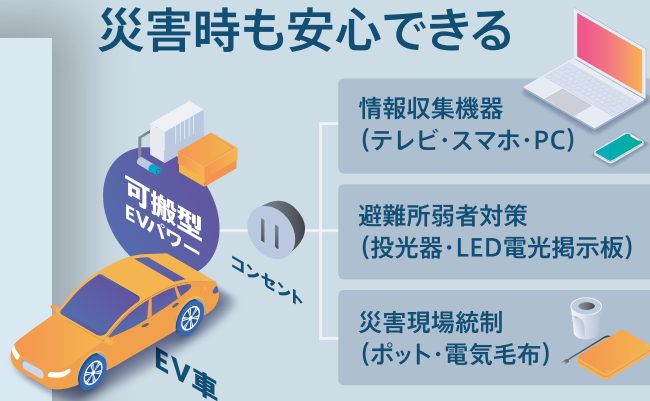 災害時も安心できる
情報収集機器
(テレビ・スマホ・PC)
可搬型
EVパワー
コンセント
避難所弱者対策
(投光器・LED電光掲示板)
災害現場統制
(ポット・電気毛布)
EV車